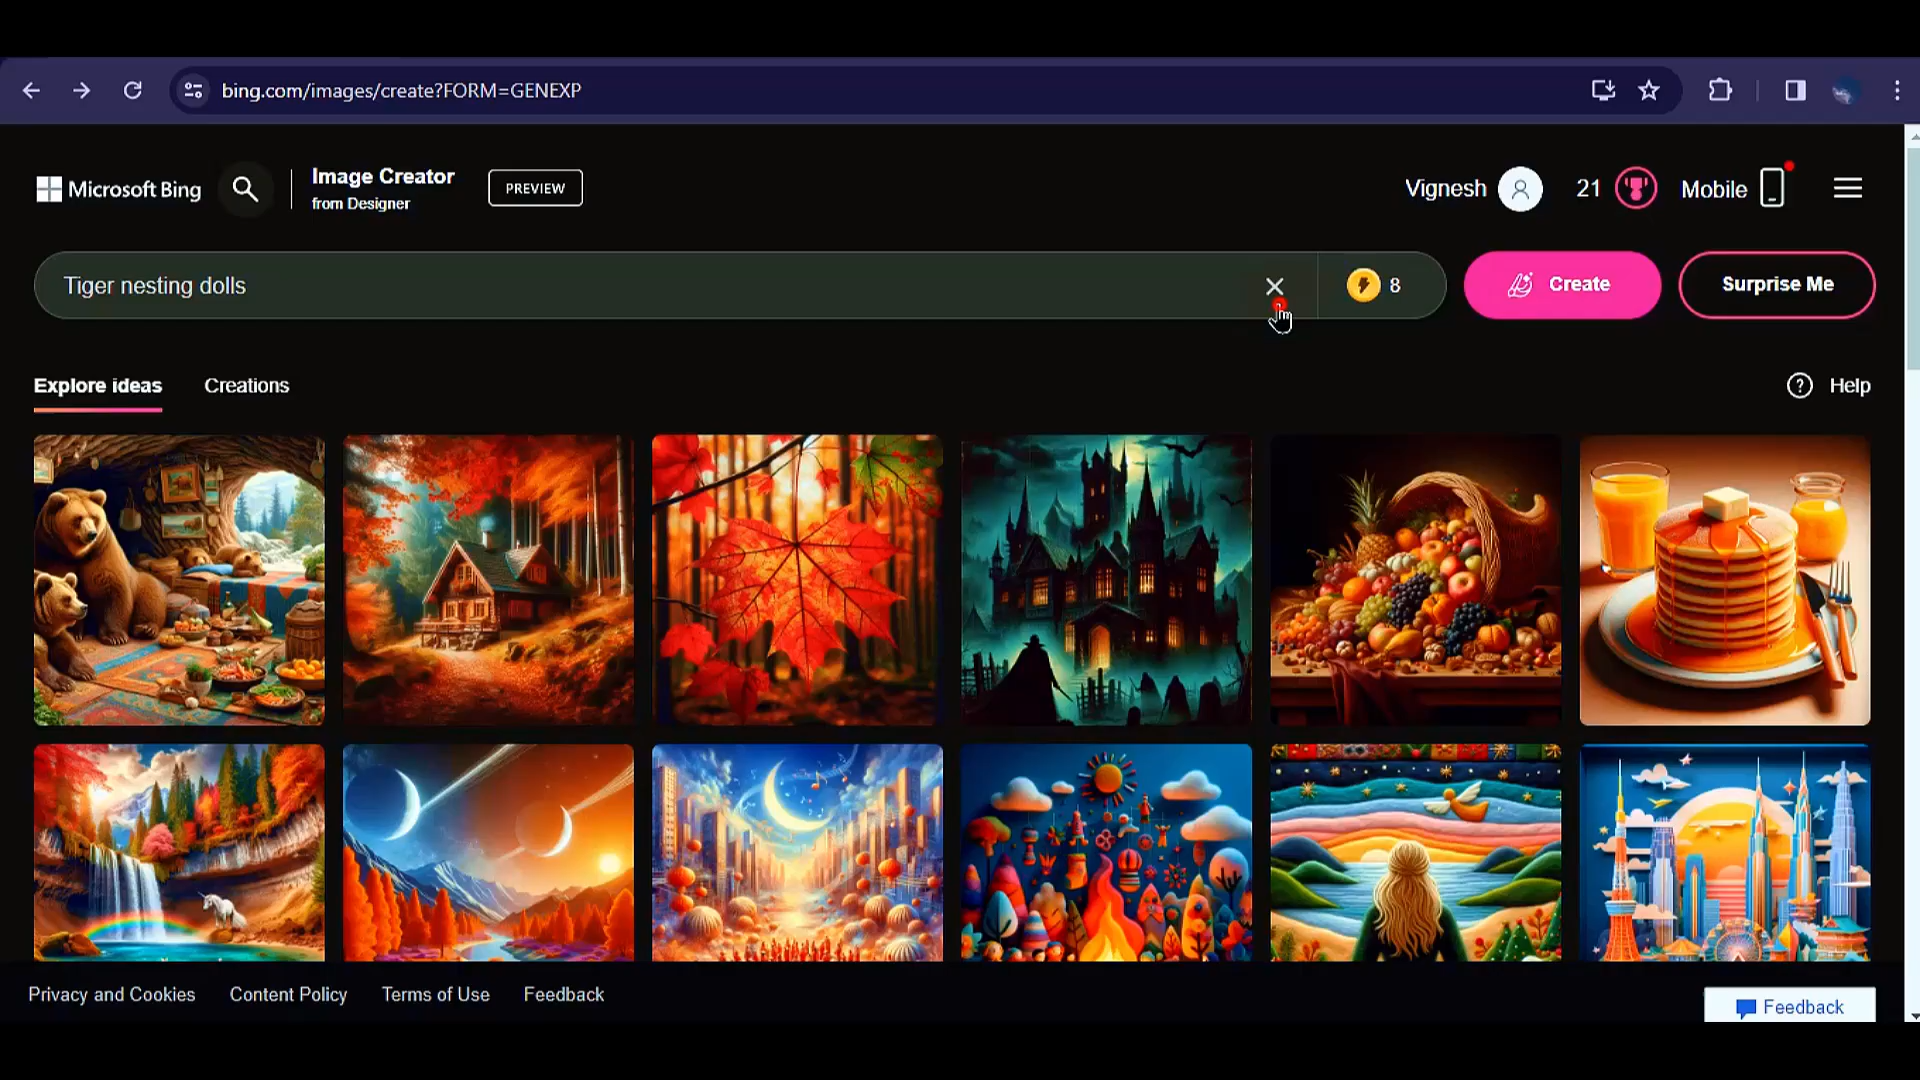 bing.com/images/create?FORM=GENEXP
Microsoft Bing
Image Creator
from Designer
PREVIEW
Vignesh
21
Mobile
Tiger nesting dolls
8
Create
Surprise Me
Explore ideas
Creations
Help
Privacy and Cookies
Content Policy
Terms of Use
Feedback
Feedback